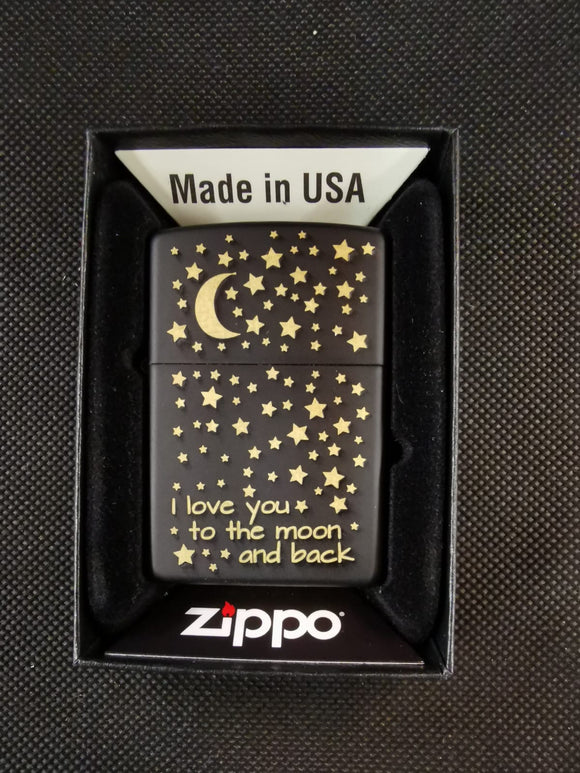 Made in USA
I love you
to the moon
and back
zippo